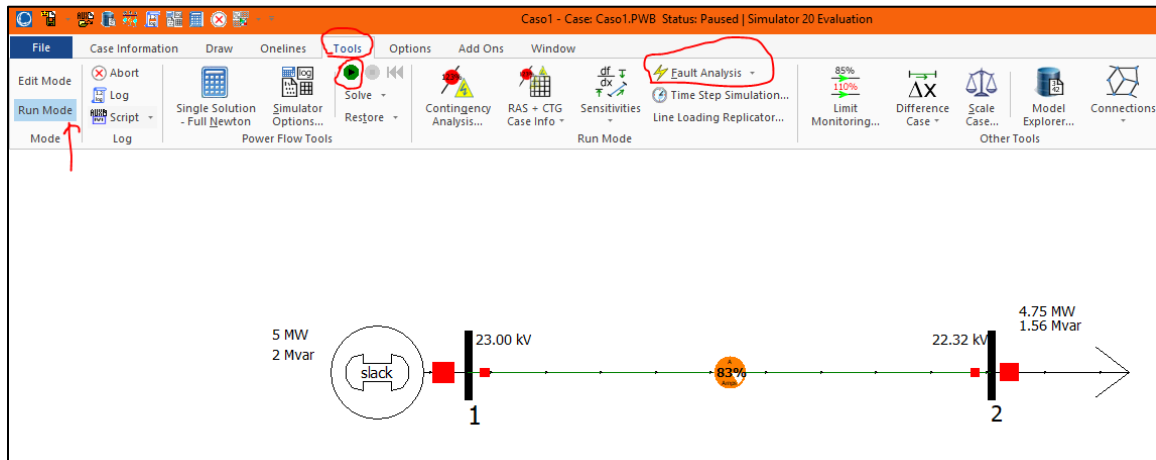 Caso1 - Case: Caso1.PWB Status: Paused | Simulator 20 Evaluation
File Case Information Draw Onelines Tools Options Add Ons Window
Edit Mode
Run Mode
Mode
Abort
Log
Script
Log
Single Solution
- Full Newton
Simulator
Options...
Solve
Restore
Power Flow Tools
Contingency
Analysis...
RAS + CTG
Case Info
Sensitivities
Fault Analysis
Time Step Simulation...
Line Loading Replicator...
Run Mode
85%
110%
Limit
Monitoring...
ΔX
Difference
Case
Scale
Case...
Model
Explorer...
Connections
Other Tools
5 MW
2 Mvar
slack
23.00 kV
1
A
83%
Amps
22.32 kV
2
4.75 MW
1.56 Mvar